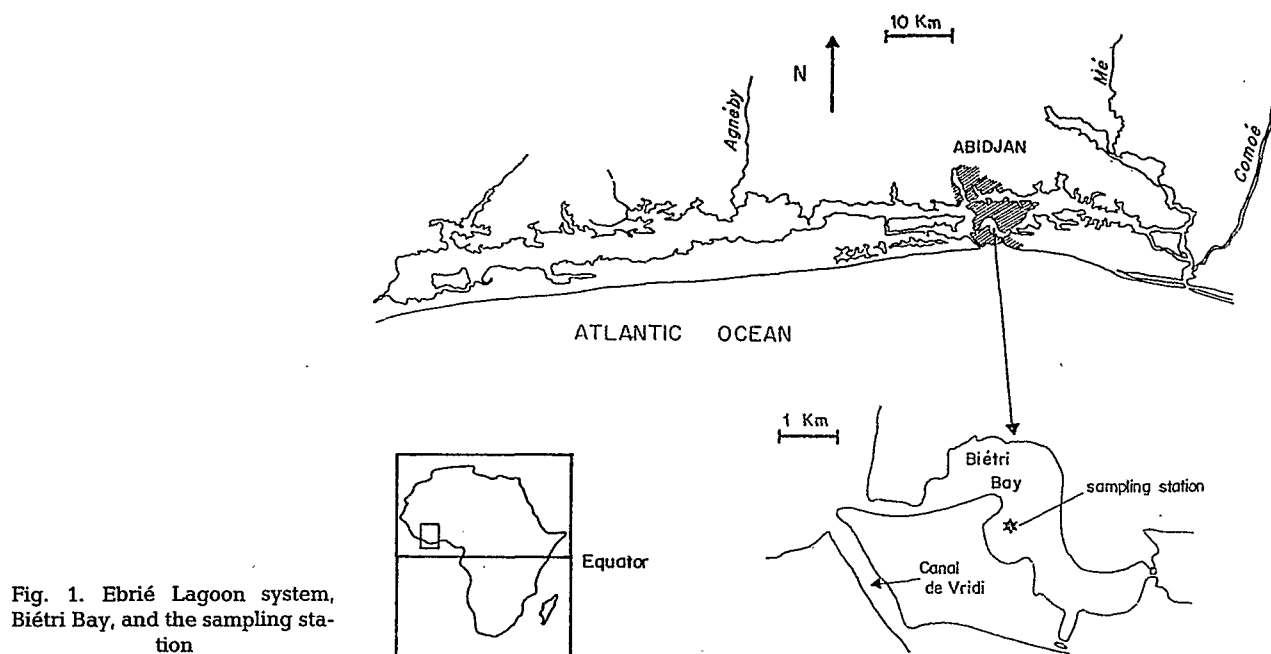 10 Km
N
Agnéby
Mé
Comoé
ABIDJAN
ATLANTIC OCEAN
1 Km
Biétri
Bay
sampling station
Equator
Canal
de Vridi
Fig. 1. Ebrié Lagoon system,
Biétri Bay, and the sampling sta-
tion